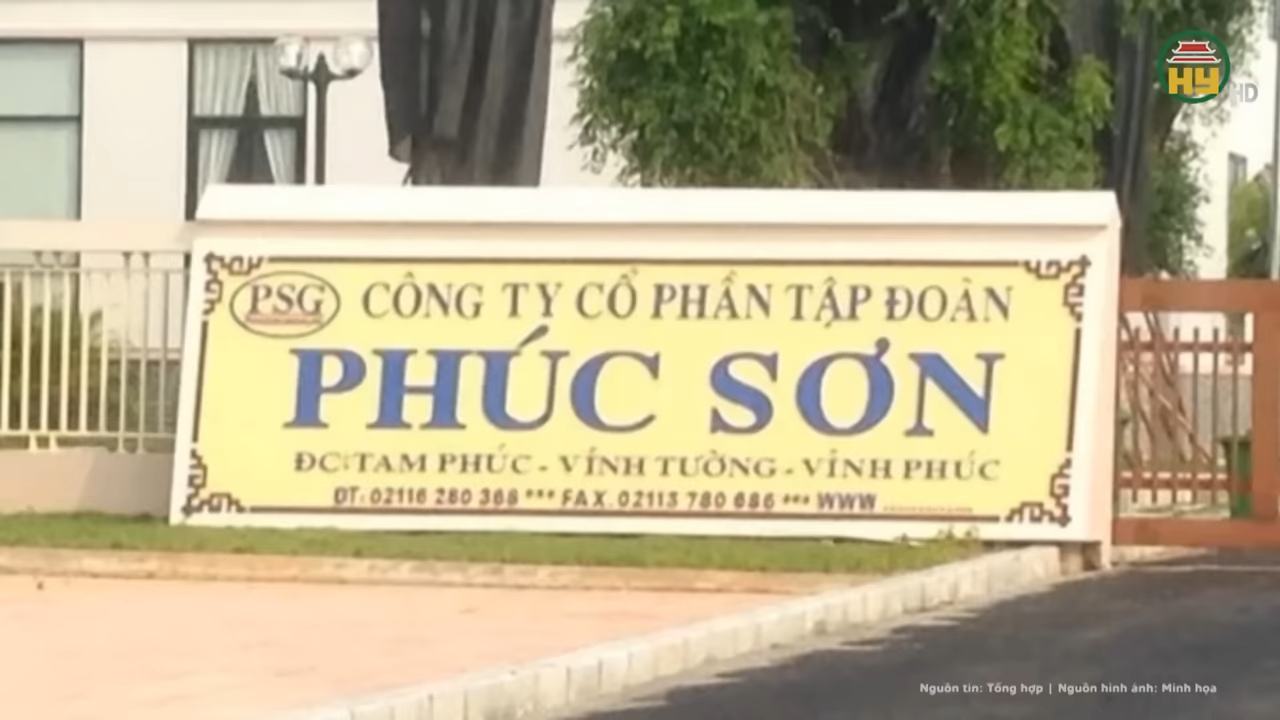 HY HD
PSG CÔNG TY CỔ PHẦN TẬP ĐOÀN
PHÚC SƠN
ĐC:TAM PHÚC - VĨNH TƯỜNG - VĨNH PHÚC
ĐT: 02116 280 368 *** FAX. 02113 780 686 *** WWW
Nguồn tin: Tổng hợp | Nguồn hình ảnh: Minh họa